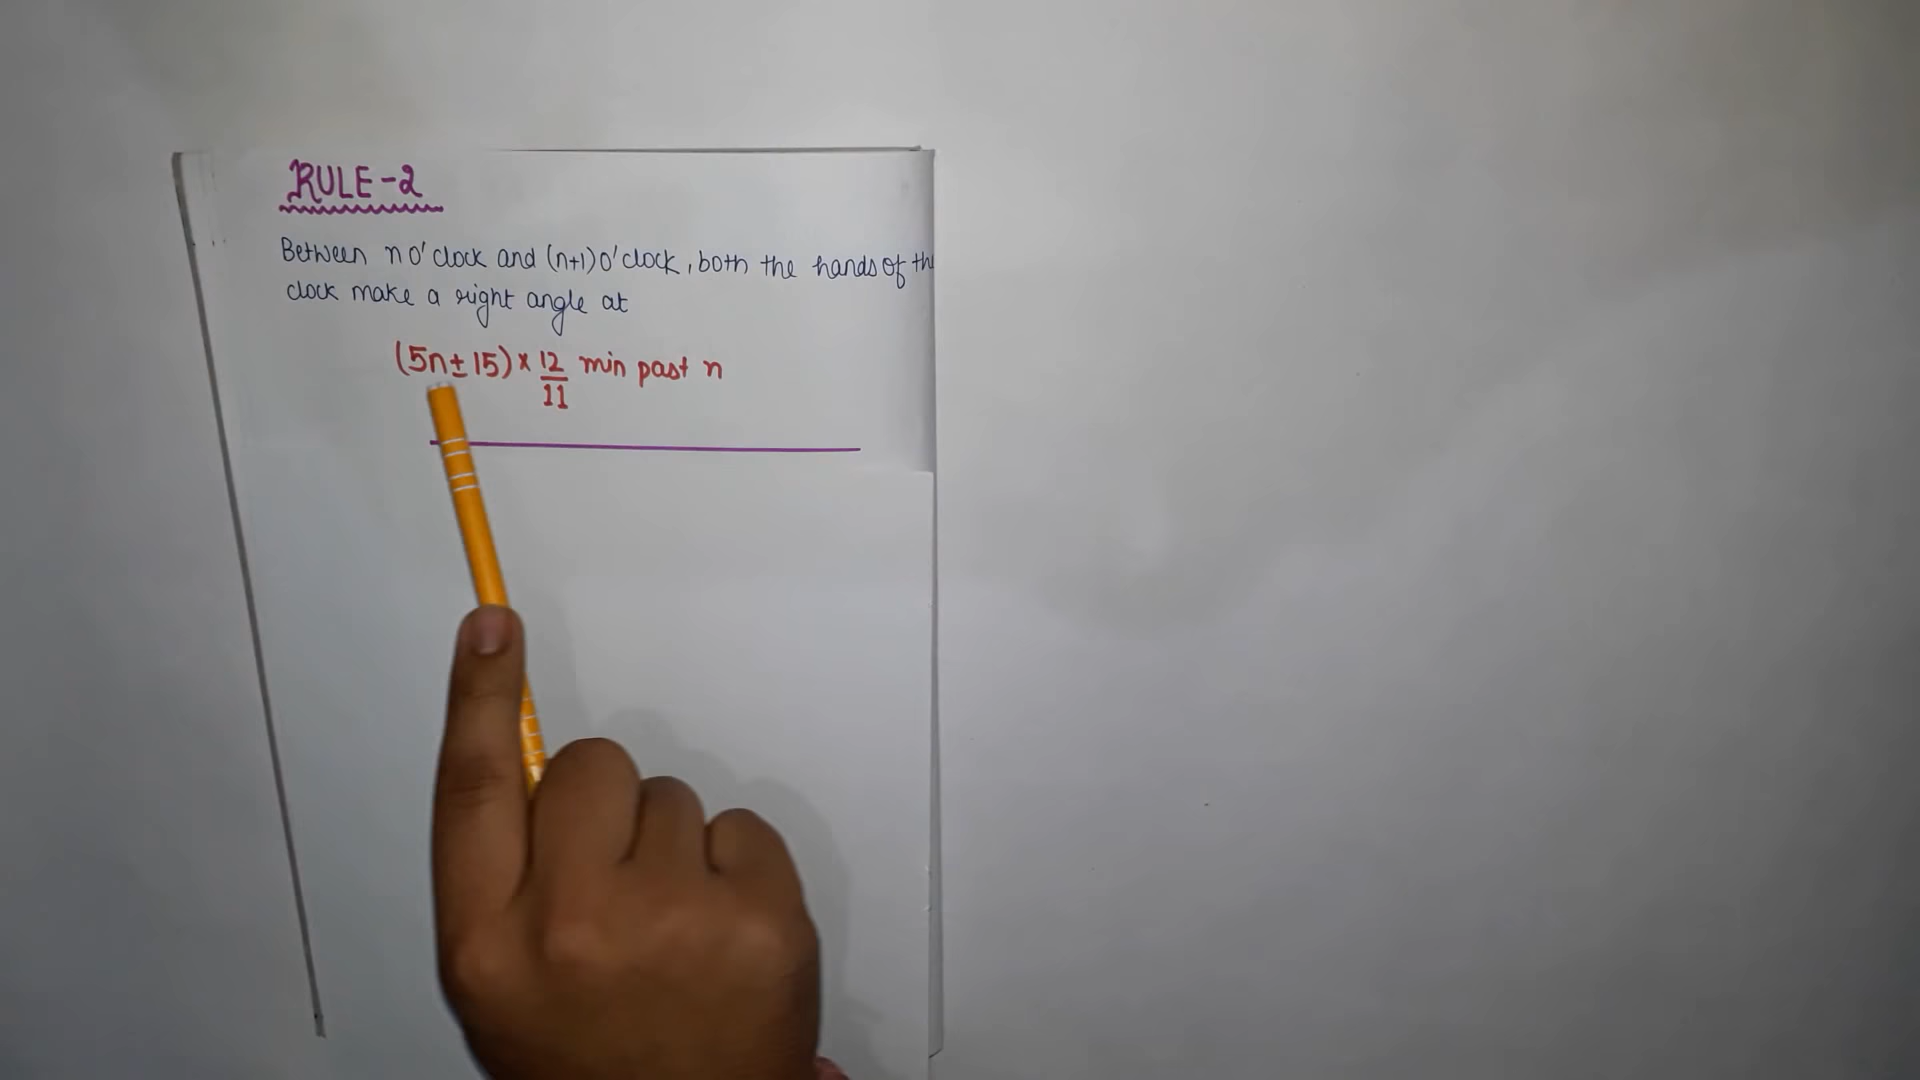 RULE-2
Between n o'clock and (n+1) o'clock, both the hands of the
clock make a right angle at
(5n ± 15) × 12/11 min past n